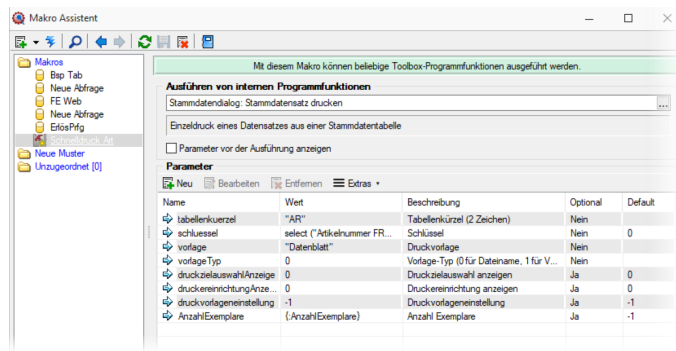 Makro Assistent
Makros
Bsp Tab
Neue Abfrage
FE Web
Neue Abfrage
ErlösPrfg
Schnelldruck Art
Neue Muster
Unzugeordnet [0]
Mit diesem Makro können beliebige Toolbox-Programmfunktionen ausgeführt werden.
Ausführen von internen Programmfunktionen
Stammdatendialog: Stammdatensatz drucken
...
Einzeldruck eines Datensatzes aus einer Stammdatentabelle
Parameter vor der Ausführung anzeigen
Parameter
Neu Bearbeiten Entfernen Extras
Name Wert Beschreibung Optional Default
tabellenkuerzel "AR" Tabellenkürzel (2 Zeichen) Nein
schluessel select ("Artikelnummer FR... Schlüssel Nein 0
vorlage "Datenblatt" Druckvorlage Nein
vorlageTyp 0 Vorlage-Typ (0 für Dateiname, 1 für V... Nein
druckzielauswahlAnzeige 0 Druckzielauswahl anzeigen Ja 0
druckereinrichtungAnze... 0 Druckereinrichtung anzeigen Ja 0
druckvorlageneinstellung -1 Druckvorlageneinstellung Ja -1
AnzahlExemplare {:AnzahlExemplare} Anzahl Exemplare Ja -1